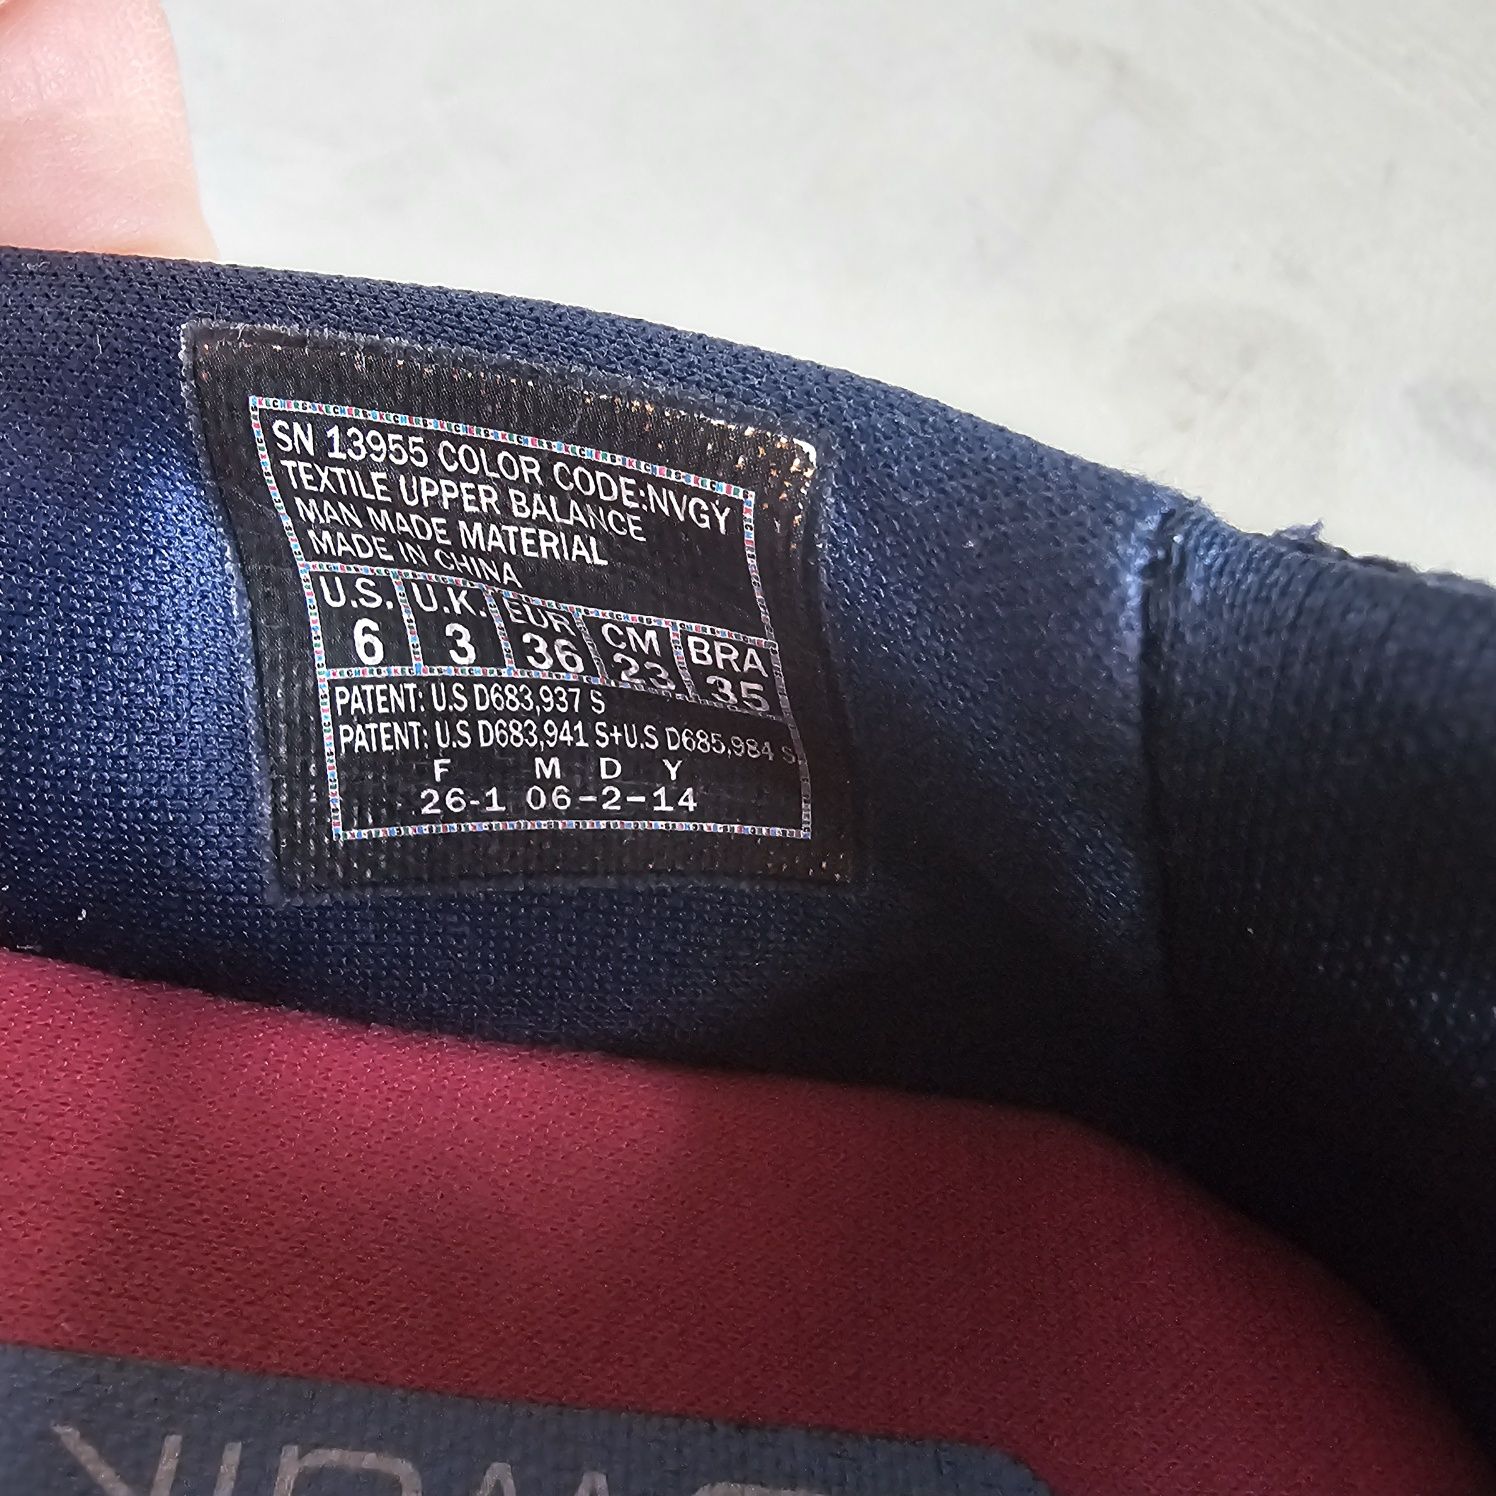 SN 13955 COLOR CODE:NVGY
TEXTILE UPPER BALANCE
MAN MADE MATERIAL
MADE IN CHINA
U.S. U.K. EUR CM BRA
6 3 36 23 35
PATENT: U.S D683,937 S
PATENT: U.S D683,941 S+U.S D685,984 S
F M D Y
26-1 06-2-14